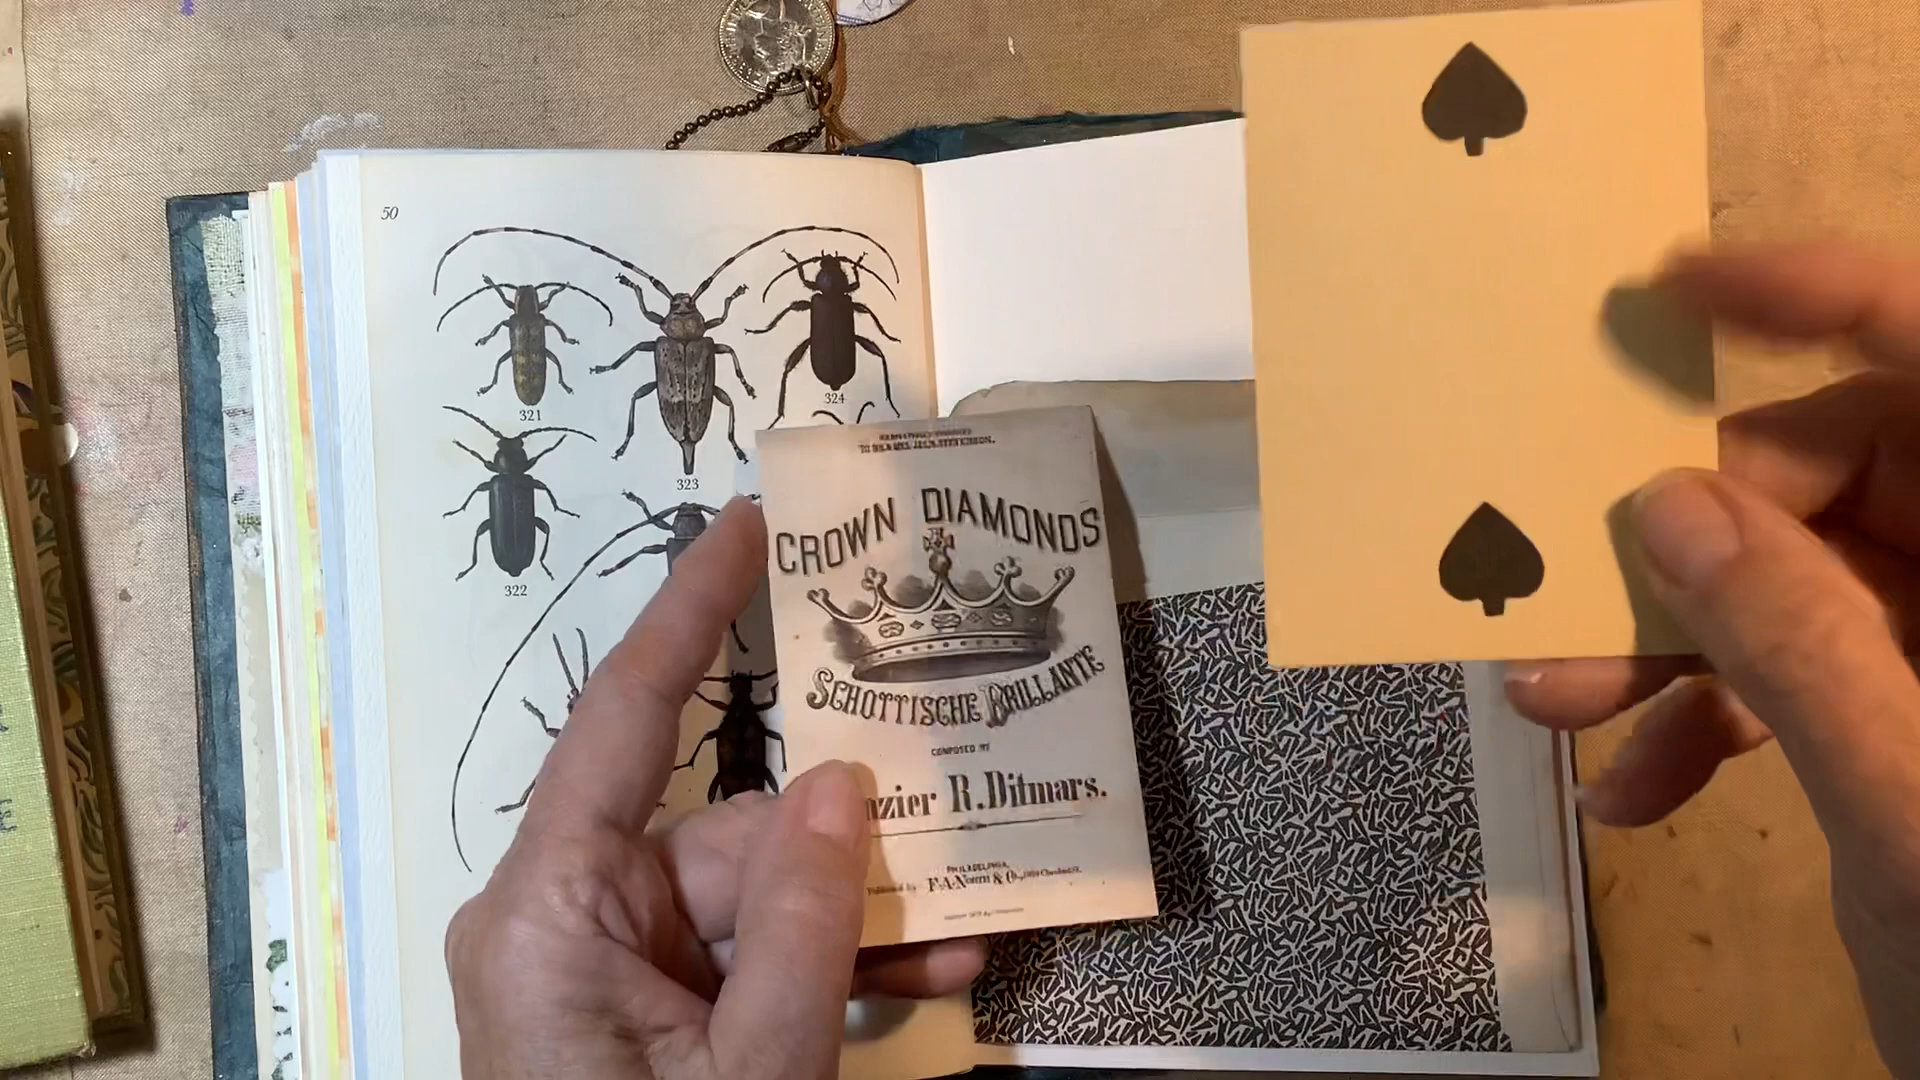 50
321
323
324
322
CROWN DIAMONDS
SCHOTTISCHE BRILLANTE
COMPOSED BY
R. Ditmars.
PHILADELPHIA,
Published by F. A. North & Co.,